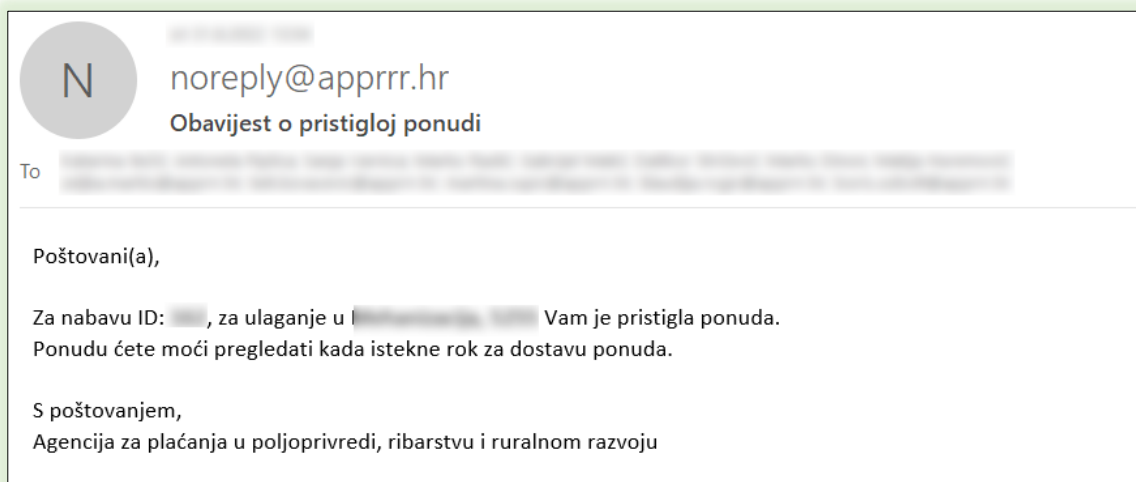 N
noreply@apprrr.hr
Obavijest o pristigloj ponudi
To
Poštovani(a),
Za nabavu ID: , za ulaganje u Vam je pristigla ponuda.
Ponudu ćete moći pregledati kada istekne rok za dostavu ponuda.
S poštovanjem,
Agencija za plaćanja u poljoprivredi, ribarstvu i ruralnom razvoju